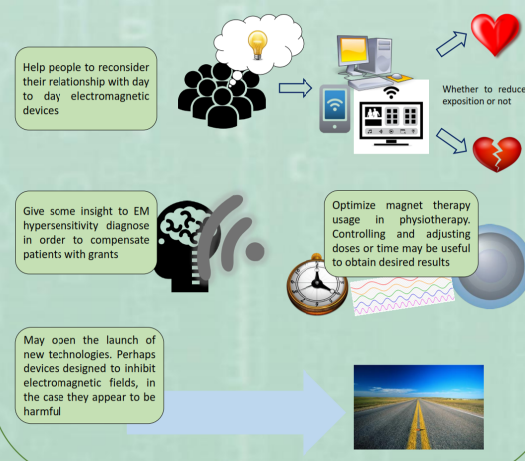 Help people to reconsider
their relationship with day
to day electromagnetic
devices
Whether to reduce
exposition or not
Give some insight to EM
hypersensitivity diagnose
in order to compensate
patients with grants
Optimize magnet therapy
usage in physiotherapy.
Controlling and adjusting
doses or time may be useful
to obtain desired results
May open the launch of
new technologies. Perhaps
devices designed to inhibit
electromagnetic fields, in
the case they appear to be
harmful